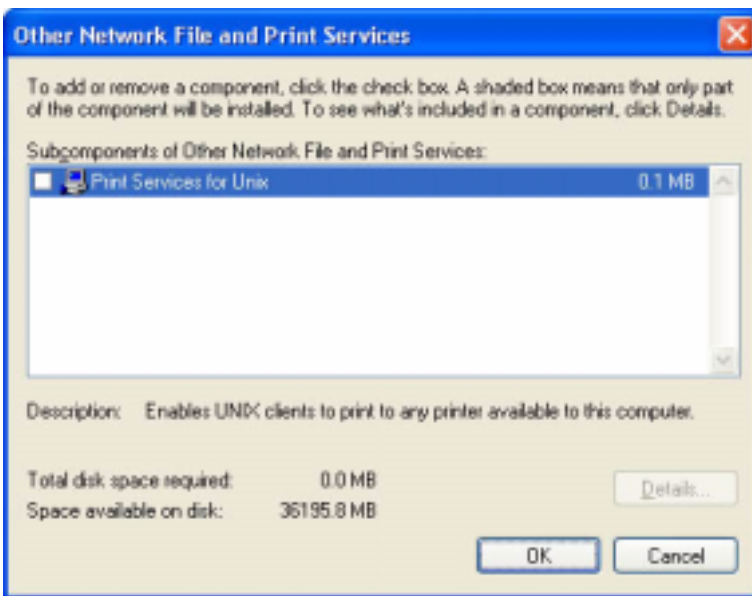 Other Network File and Print Services
To add or remove a component, click the check box. A shaded box means that only part
of the component will be installed. To see what's included in a component, click Details.
Subcomponents of Other Network File and Print Services:
Print Services for Unix 0.1 MB
Description: Enables UNIX clients to print to any printer available to this computer.
Total disk space required: 0.0 MB
Details...
Space available on disk: 36195.8 MB
OK Cancel